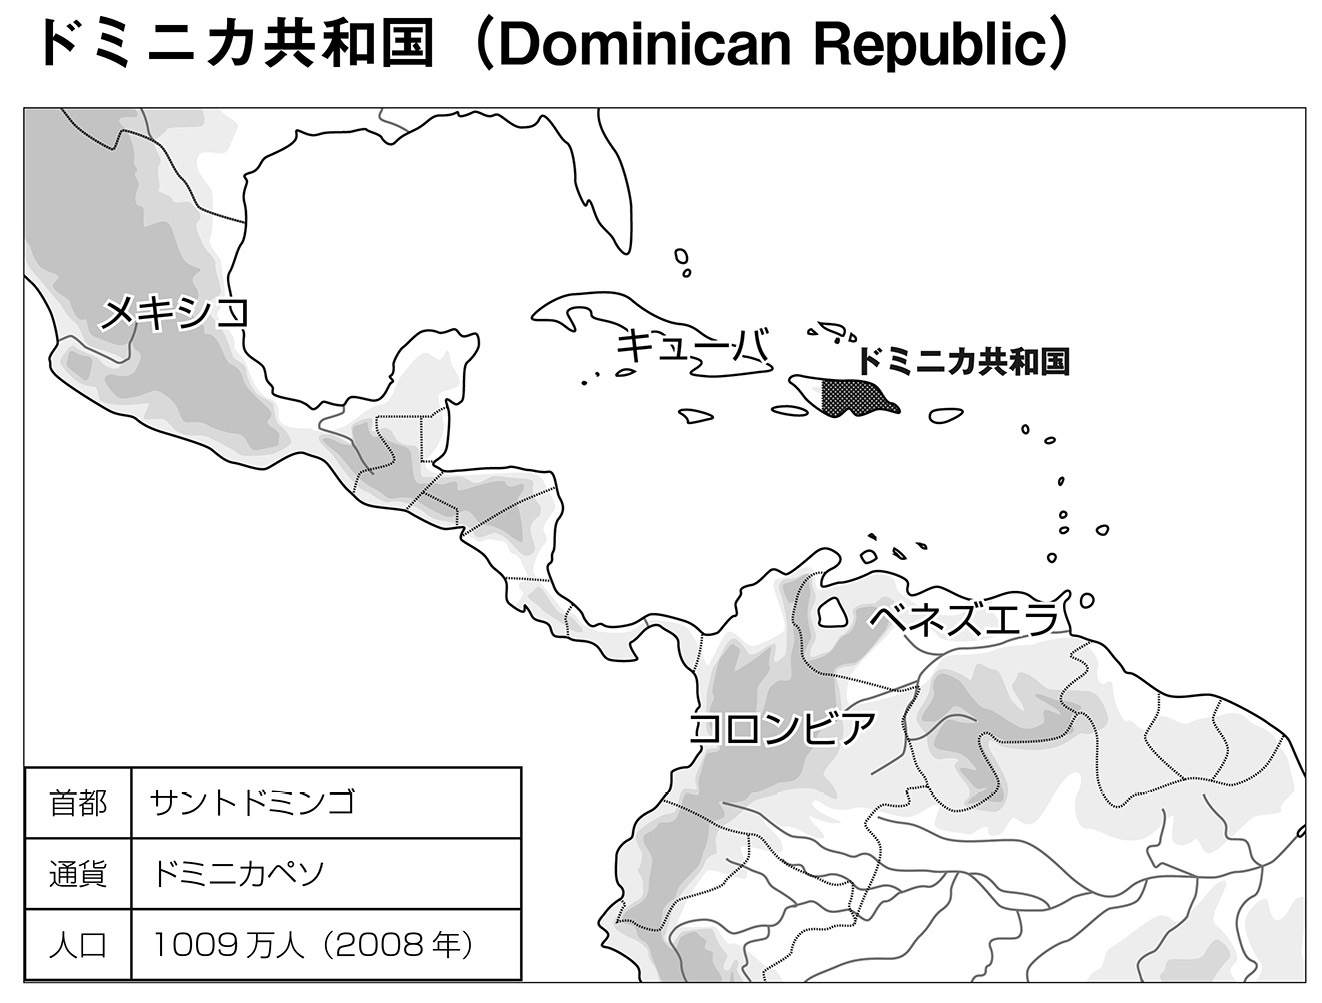 ドミニカ共和国（Dominican Republic）
メキシコ
キューバ
ドミニカ共和国
ベネズエラ
コロンビア
首都 サントドミンゴ
通貨 ドミニカペソ
人口 1009万人（2008年）